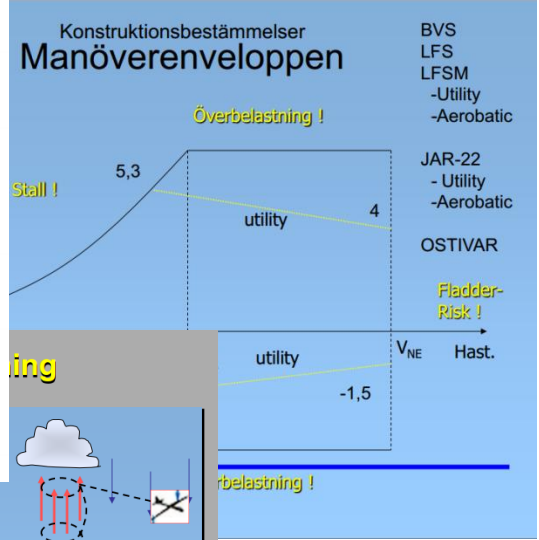 Konstruktionsbestämmelser
Manöverenveloppen
BVS
LFS
LFSM
-Utility
-Aerobatic
JAR-22
- Utility
-Aerobatic
OSTIVAR
Överbelastning !
5,3
Stall !
utility
4
Fladder-
Risk !
V_NE
Hast.
ing
utility
-1,5
rbelastning !